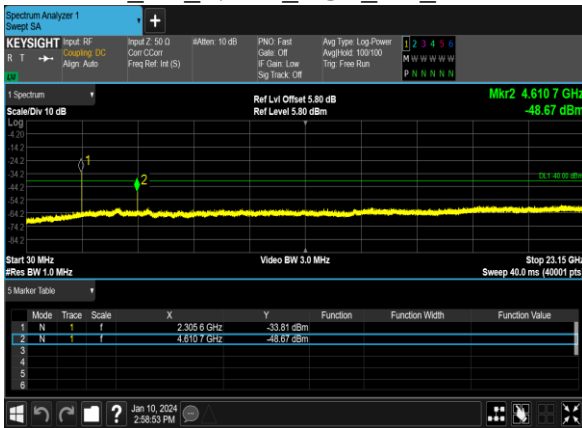 Spectrum Analyzer 1
Swept SA
+
KEYSIGHT Input: RF Input Z: 50 Ω #Atten: 10 dB PNO: Fast Avg Type: Log-Power 1 2 3 4 5 6
R T Coupling: DC Corr CCorr Gate: Off Avg|Hold: 100/100 M W W W W W
Align: Auto Freq Ref: Int (S) IF Gain: Low Trig: Free Run
Sig Track: Off P N N N N N
1 Spectrum Ref Lvl Offset 5.80 dB Mkr2 4.610 7 GHz
Scale/Div 10 dB Ref Level 5.80 dBm -48.67 dBm
Log
-4.20
-14.2
-24.2
1
-34.2
2
-44.2
-54.2
-64.2
-74.2
-84.2
Start 30 MHz Video BW 3.0 MHz Stop 23.15 GHz
#Res BW 1.0 MHz Sweep 40.0 ms (40001 pts
5 Marker Table
Mode Trace Scale X Y Function Function Width Function Value
1 N 1 f 2.305 6 GHz -33.81 dBm
2 N 1 f 4.610 7 GHz -48.67 dBm
3
4
5
6
? Jan 10, 2024
2:58:53 PM